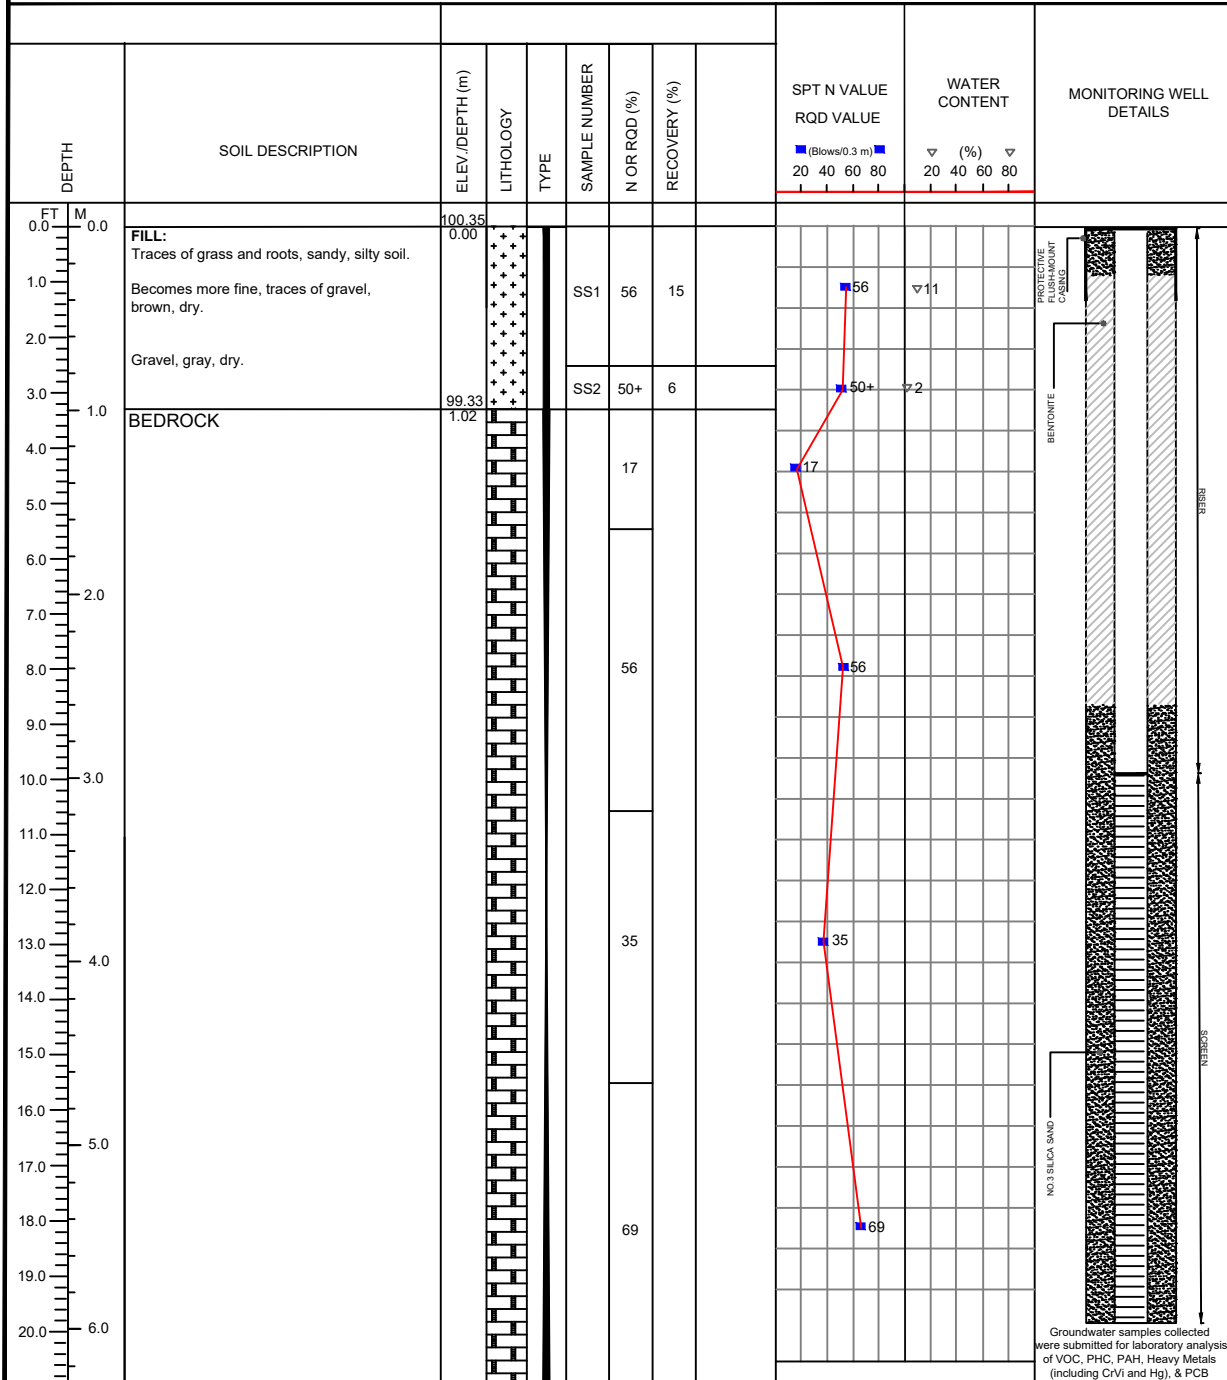 DEPTH
SOIL DESCRIPTION
ELEV./DEPTH (m)
LITHOLOGY
TYPE
SAMPLE NUMBER
N OR RQD (%)
RECOVERY (%)
SPT N VALUE
RQD VALUE
(Blows/0.3 m)
20 40 60 80
WATER
CONTENT
(%)
20 40 60 80
MONITORING WELL
DETAILS
FT M
0.0 0.0
100.35
0.00
FILL:
Traces of grass and roots, sandy, silty soil.
Becomes more fine, traces of gravel,
brown, dry.
Gravel, gray, dry.
SS1 56 15
56
11
SS2 50+ 6
50+
2
99.33
1.02
BEDROCK
17
17
56
56
35
35
69
69
1.0
2.0
3.0
4.0
5.0
6.0
7.0
8.0
9.0
10.0
11.0
12.0
13.0
14.0
15.0
16.0
17.0
18.0
19.0
20.0
1.0
2.0
3.0
4.0
5.0
6.0
PROTECTIVE
FLUSH-MOUNT
CASING
BENTONITE
RISER
SCREEN
NO.3 SILICA SAND
Groundwater samples collected
were submitted for laboratory analysis
of VOC, PHC, PAH, Heavy Metals
(including CrVi and Hg), & PCB